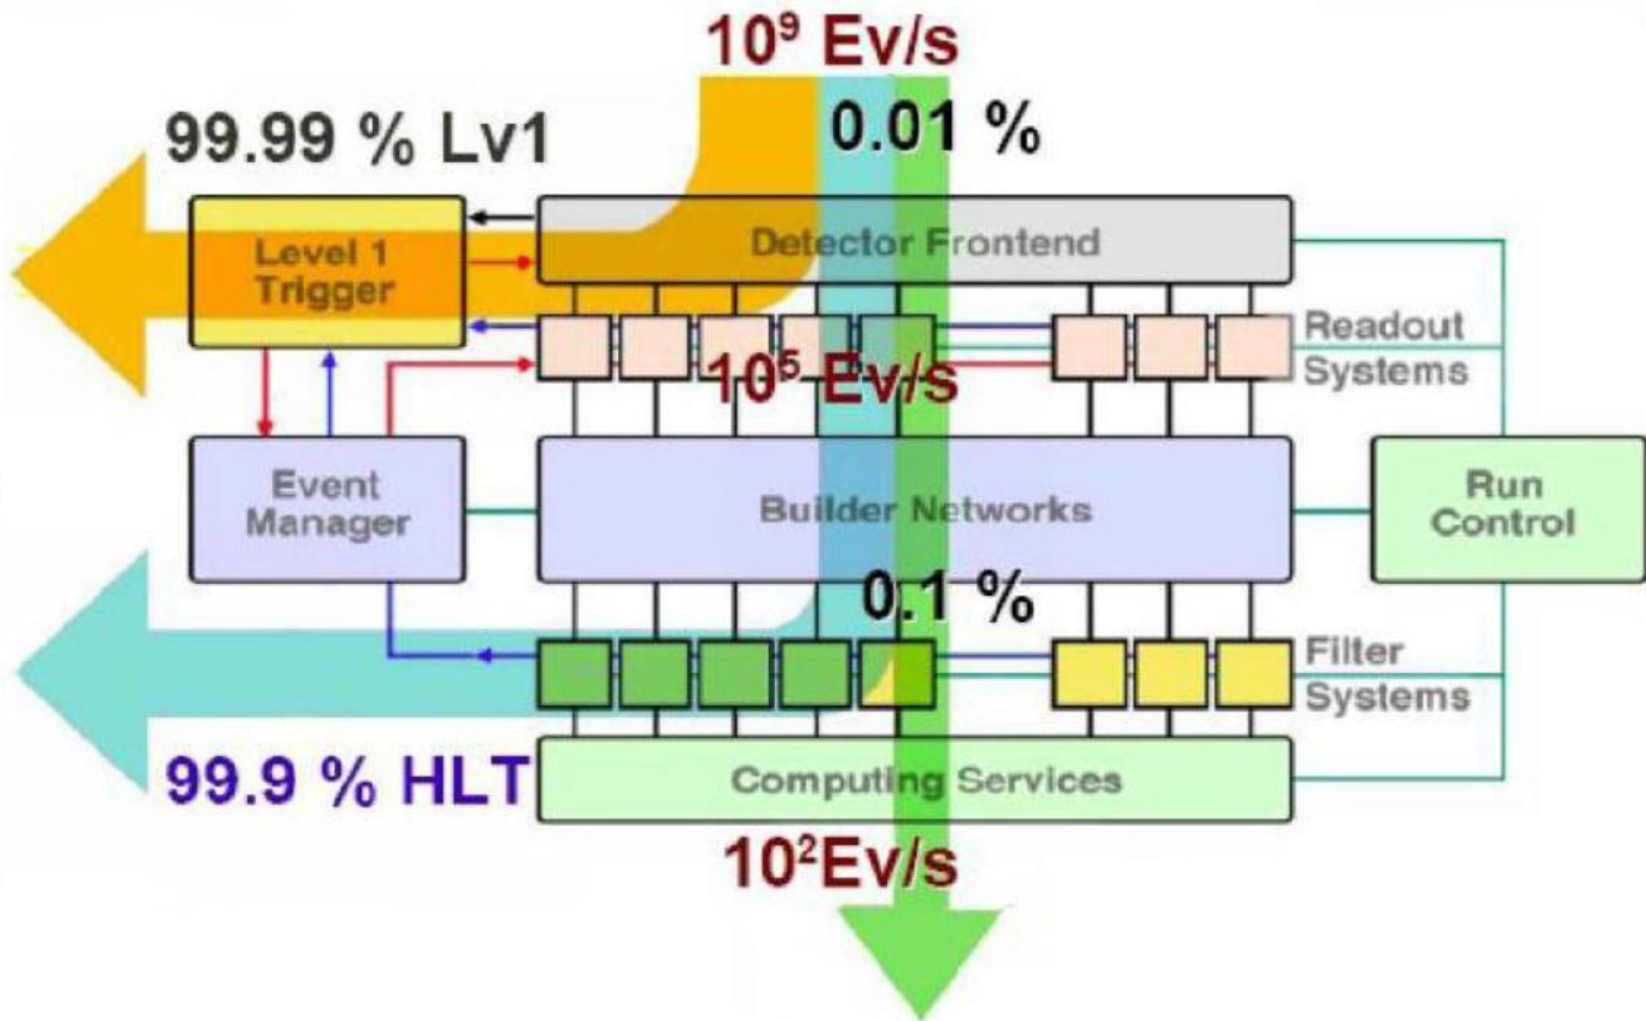 10⁹ Ev/s
99.99 % Lv1
0.01 %
Level 1
Trigger
Detector Frontend
Readout
Systems
10⁵ Ev/s
Event
Manager
Builder Networks
Run
Control
0.1 %
Filter
Systems
99.9 % HLT
Computing Services
10²Ev/s